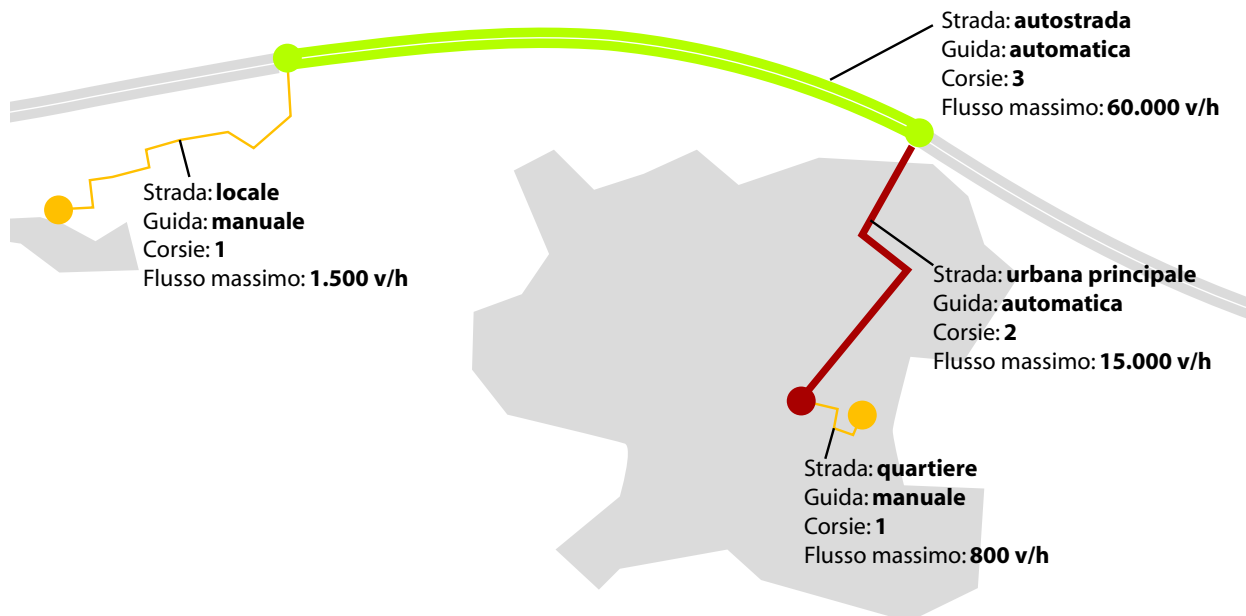 Strada: autostrada
Guida: automatica
Corsie: 3
Flusso massimo: 60.000 v/h
Strada: locale
Guida: manuale
Corsie: 1
Flusso massimo: 1.500 v/h
Strada: urbana principale
Guida: automatica
Corsie: 2
Flusso massimo: 15.000 v/h
Strada: quartiere
Guida: manuale
Corsie: 1
Flusso massimo: 800 v/h